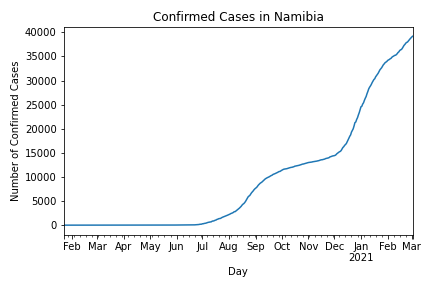 Confirmed Cases in Namibia
40000
35000
30000
25000
20000
15000
10000
5000
0
Number of Confirmed Cases
Feb Mar Apr May Jun Jul Aug Sep Oct Nov Dec Jan Feb Mar
2021
Day